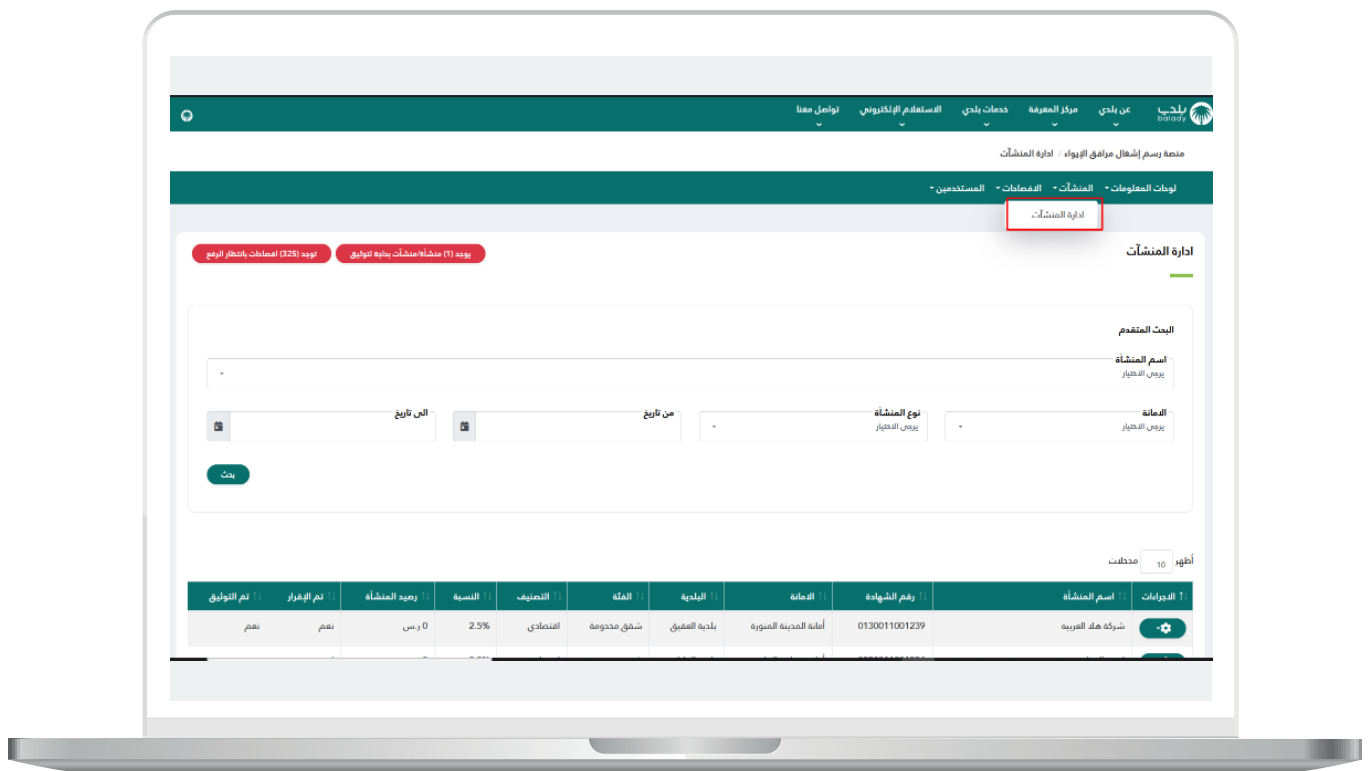 بلدي
balady
عن بلدي مركز المعرفة خدمات بلدي الاستعلام الإلكتروني تواصل معنا
منصة رسم إشغال مرافق الإيواء / ادارة المنشآت
لوحات المعلومات المنشآت الافصاحات المستخدمين
ادارة المنشآت
ادارة المنشآت
يوجد (1) منشأة/منشآت بحاجة لتوثيق توجد (325) افصاحات بانتظار الرفع
البحث المتقدم
اسم المنشأة
يرجى الاختيار
الامانة نوع المنشأة من تاريخ الى تاريخ
يرجى الاختيار يرجى الاختيار
بحث
أظهر 10 مدخلات
الاجراءات اسم المنشأة رقم الشهادة الامانة البلدية الفئة التصنيف النسبة رصيد المنشأة تم الإقرار تم التوثيق
شركة هلا العربيه 0130011001239 أمانة المدينة المنورة بلدية العقيق شقق مخدومة اقتصادي 2.5% 0 ر.س نعم نعم